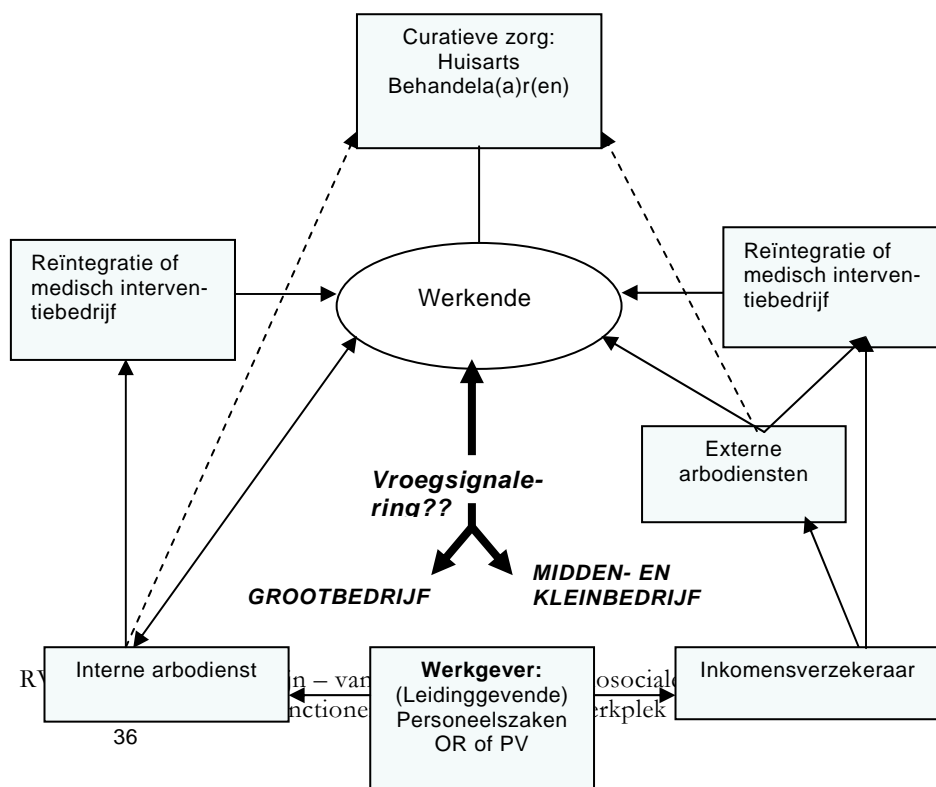 Curatieve zorg:
Huisarts
Behandela(a)r(en)
Reïntegratie of
medisch interven-
tiebedrijf
Werkende
Reïntegratie of
medisch interven-
tiebedrijf
Externe
arbodiensten
Vroegsignale-
ring??
GROOTBEDRIJF
MIDDEN- EN
KLEINBEDRIJF
Interne arbodienst
Werkgever:
(Leidinggevende)
Personeelszaken
OR of PV
Inkomensverzekeraar
– van
36